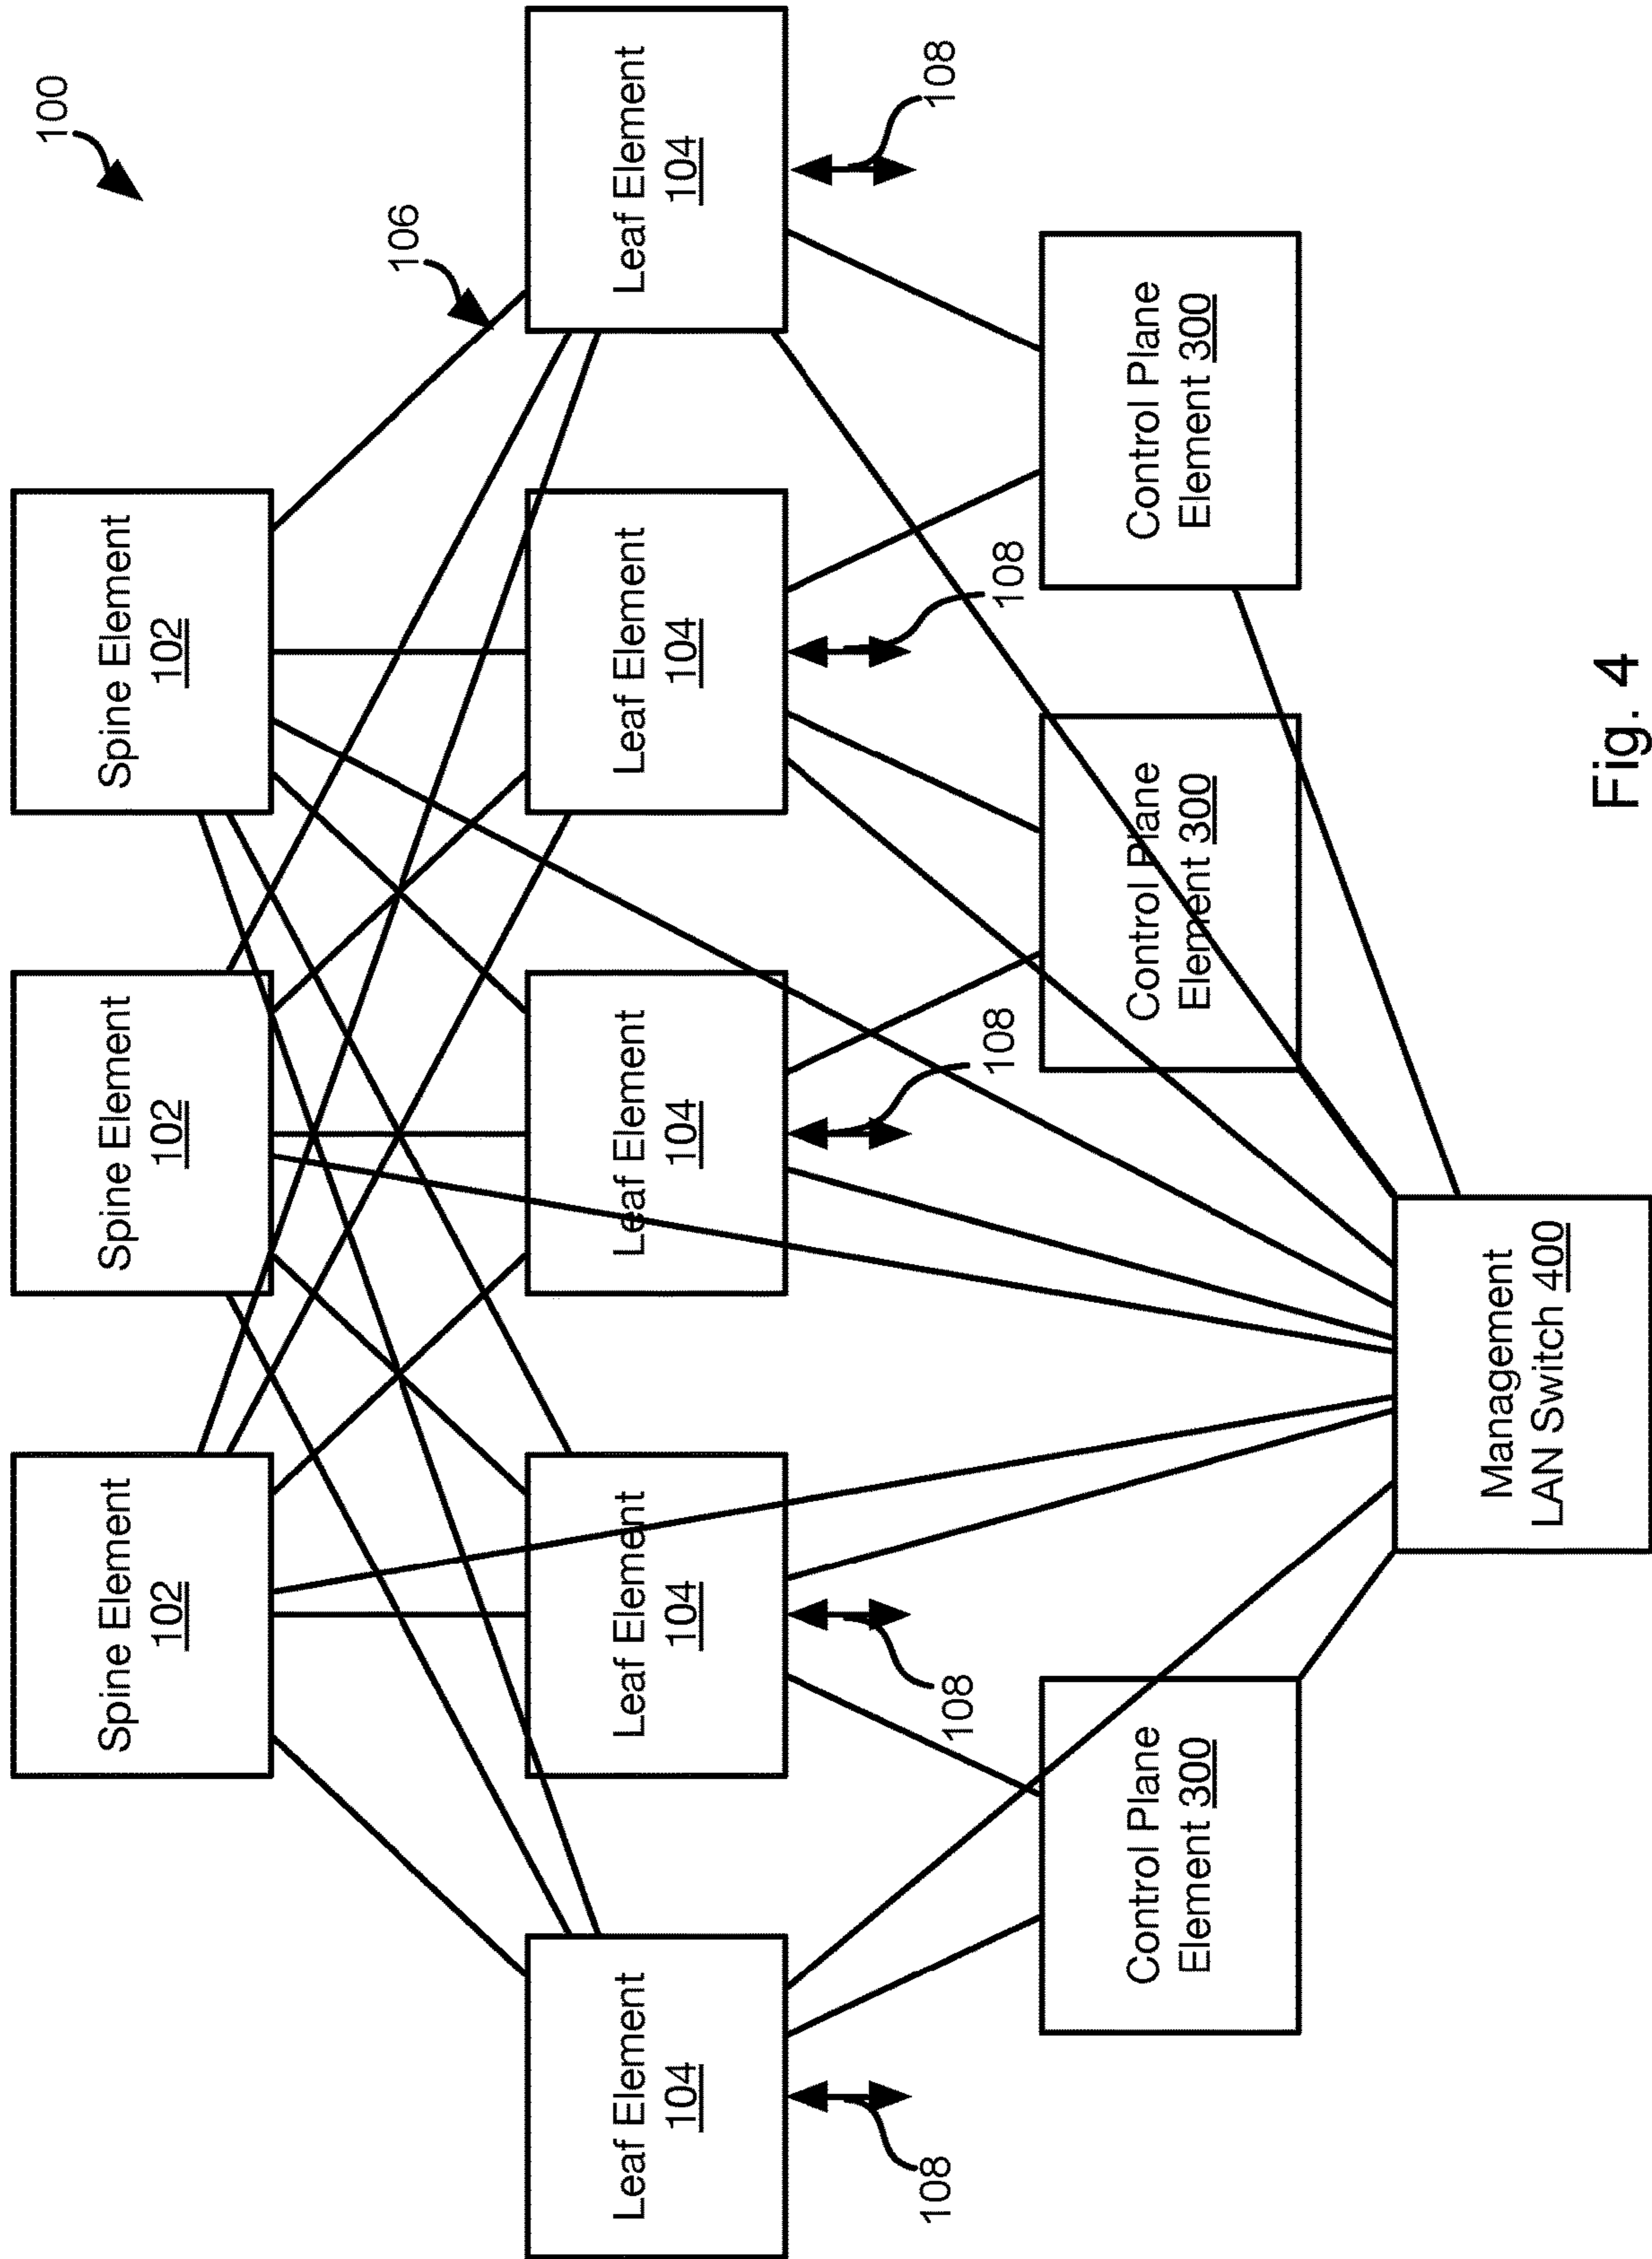 100
Spine Element
102
Spine Element
102
Spine Element
102
106
Leaf Element
104
Leaf Element
104
Leaf Element
104
Leaf Element
104
Leaf Element
104
108
108
108
108
108
Control Plane
Element 300
Control Plane
Element 300
Control Plane
Element 300
Management
LAN Switch 400
Fig. 4